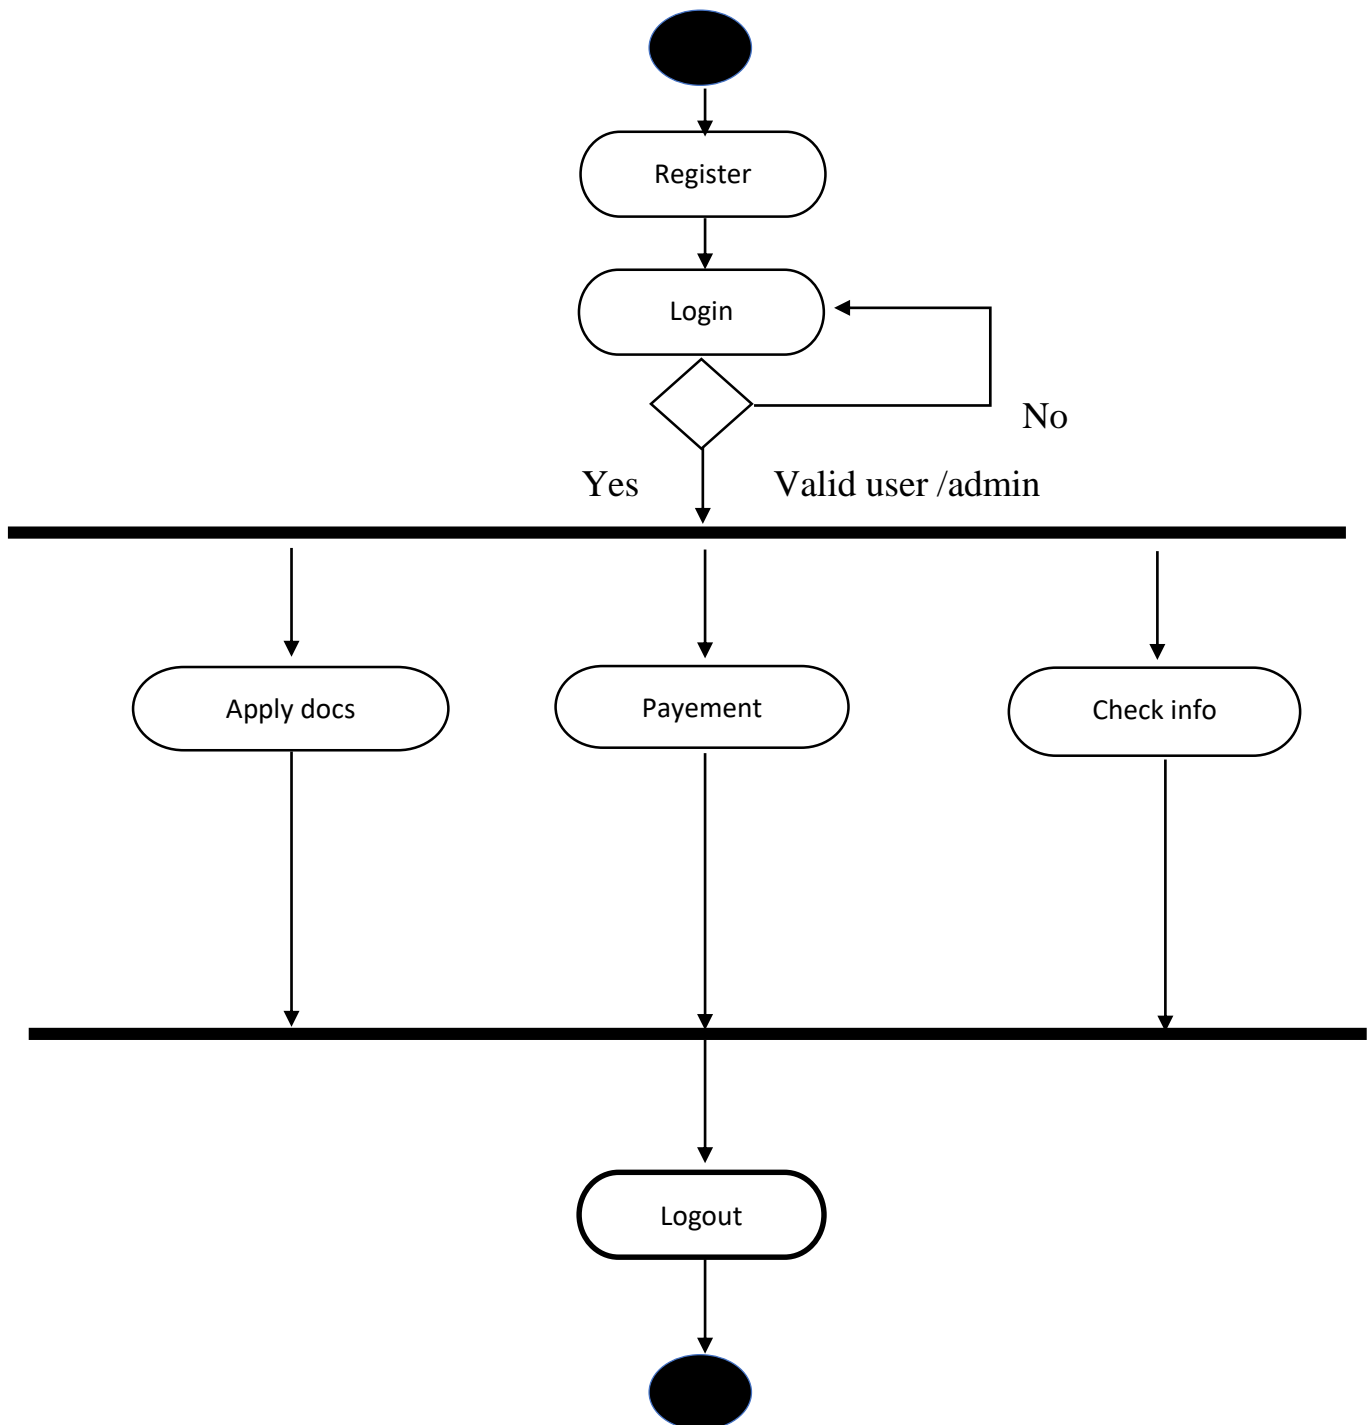 Register
Login
No
Yes
Valid user /admin
Apply docs
Payement
Check info
Logout